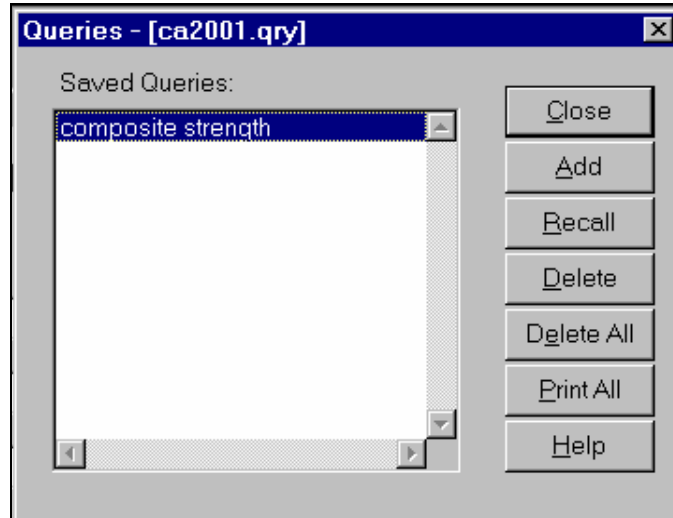 Queries - [ca2001.qry]
Saved Queries:
composite strength
Close
Add
Recall
Delete
Delete All
Print All
Help